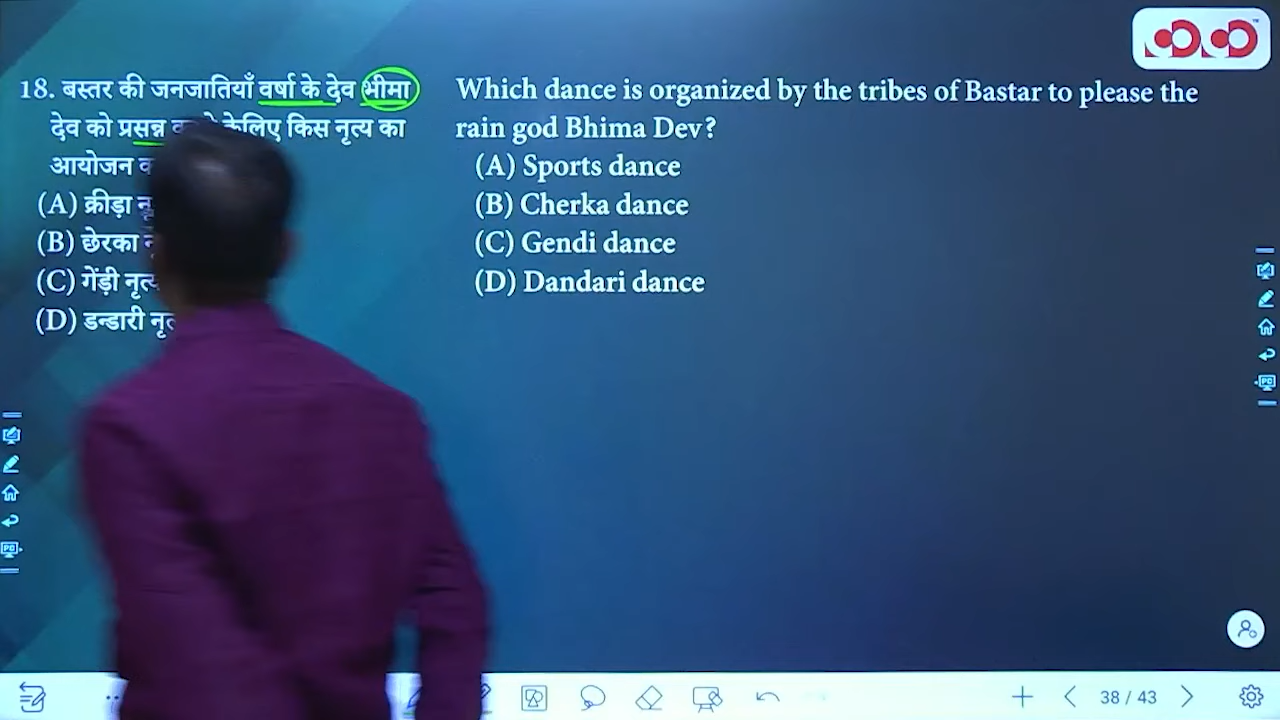 18. बस्तर की जनजातियाँ वर्षा के देव भीमा
देव को प्रसन्न केलिए किस नृत्य का
आयोजन
(A) क्रीड़ा
(B) छेरका
(C) गेंड़ी नृत्य
(D) डन्डारी
Which dance is organized by the tribes of Bastar to please the
rain god Bhima Dev?
(A) Sports dance
(B) Cherka dance
(C) Gendi dance
(D) Dandari dance
38 / 43